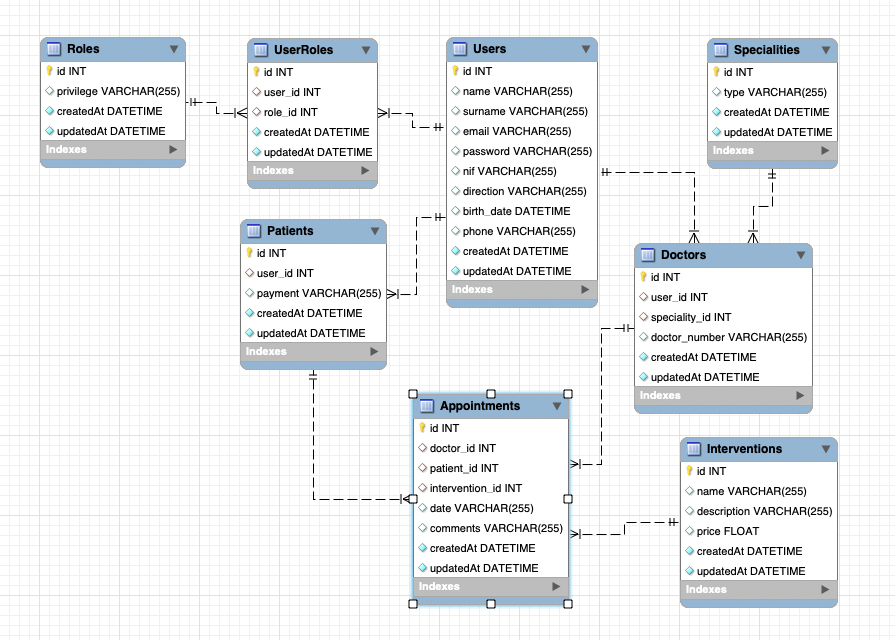 Roles
id INT
privilege VARCHAR(255)
createdAt DATETIME
updatedAt DATETIME
Indexes
UserRoles
id INT
user_id INT
role_id INT
createdAt DATETIME
updatedAt DATETIME
Indexes
Users
id INT
name VARCHAR(255)
surname VARCHAR(255)
email VARCHAR(255)
password VARCHAR(255)
nif VARCHAR(255)
direction VARCHAR(255)
birth_date DATETIME
phone VARCHAR(255)
createdAt DATETIME
updatedAt DATETIME
Indexes
Specialities
id INT
type VARCHAR(255)
createdAt DATETIME
updatedAt DATETIME
Indexes
Patients
id INT
user_id INT
payment VARCHAR(255)
createdAt DATETIME
updatedAt DATETIME
Indexes
Doctors
id INT
user_id INT
speciality_id INT
doctor_number VARCHAR(255)
createdAt DATETIME
updatedAt DATETIME
Indexes
Appointments
id INT
doctor_id INT
patient_id INT
intervention_id INT
date VARCHAR(255)
comments VARCHAR(255)
createdAt DATETIME
updatedAt DATETIME
Indexes
Interventions
id INT
name VARCHAR(255)
description VARCHAR(255)
price FLOAT
createdAt DATETIME
updatedAt DATETIME
Indexes